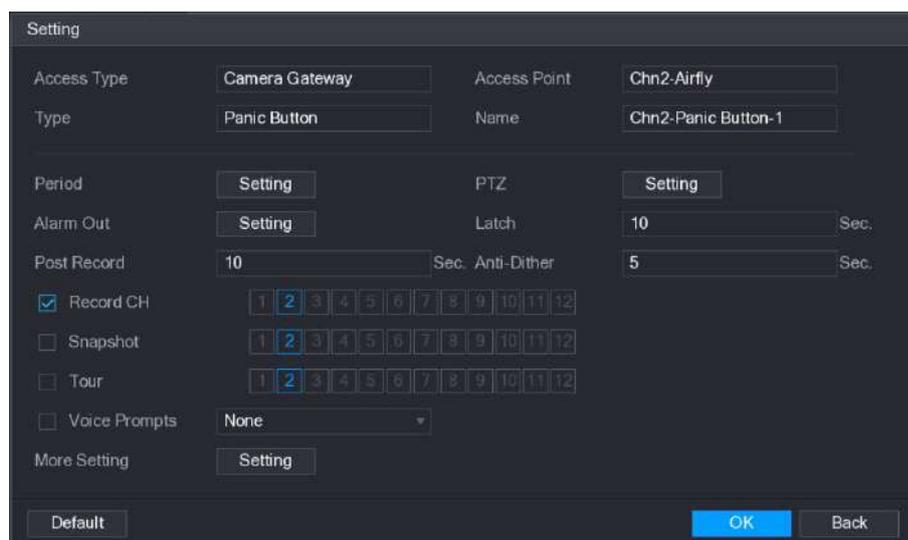 Setting
Access Type Camera Gateway Access Point Chn2-Airfly
Type Panic Button Name Chn2-Panic Button-1
Period Setting PTZ Setting
Alarm Out Setting Latch 10 Sec.
Post Record 10 Sec. Anti-Dither 5 Sec.
Record CH 1 2 3 4 5 6 7 8 9 10 11 12
Snapshot 1 2 3 4 5 6 7 8 9 10 11 12
Tour 1 2 3 4 5 6 7 8 9 10 11 12
Voice Prompts None
More Setting Setting
Default OK Back